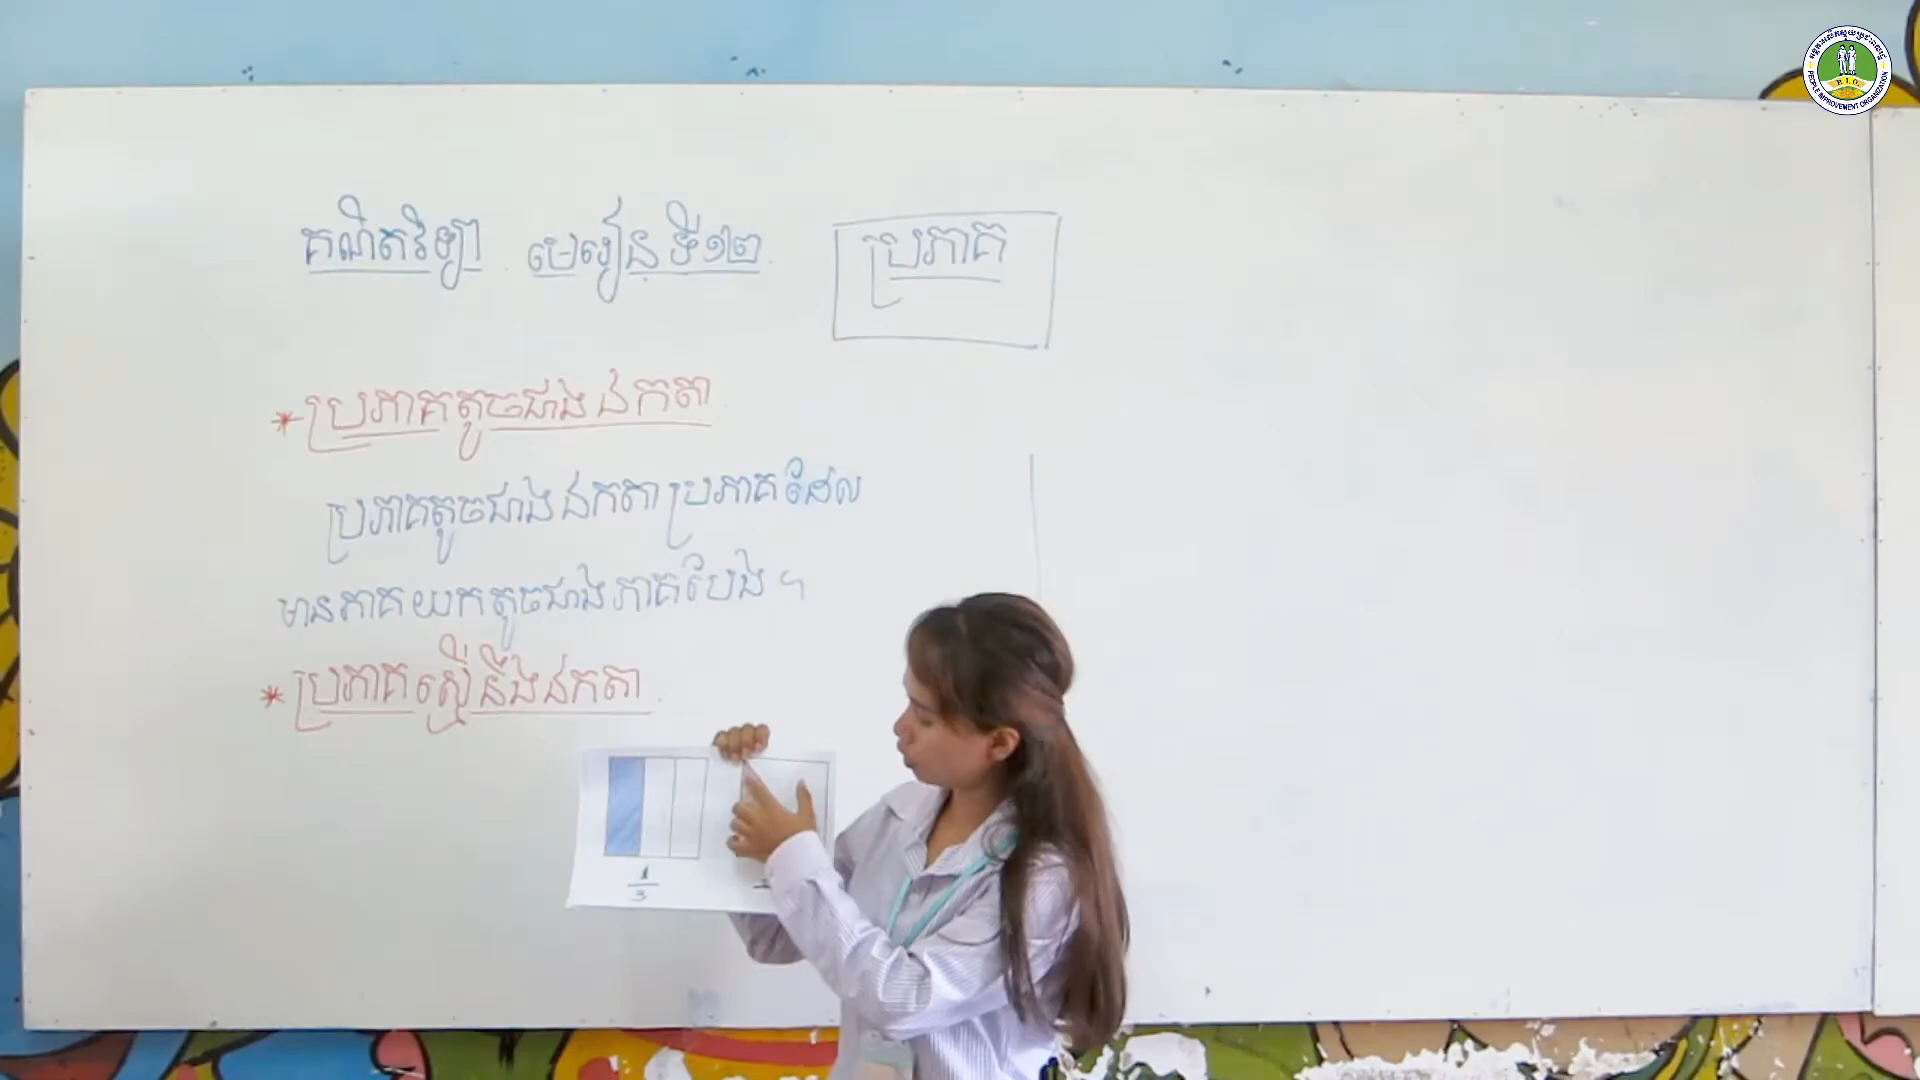 គណិតវិទ្យា មេរៀនទី១២ ប្រភាគ
* ប្រភាគតូចជាងឯកតា
ប្រភាគតូចជាងឯកតា ប្រភាគដែល
មានភាគយកតូចជាងភាគបែង ។
* ប្រភាគស្មើនឹងឯកតា
1
3
P. I. O.
PEOPLE IMPROVEMENT ORGANIZATION